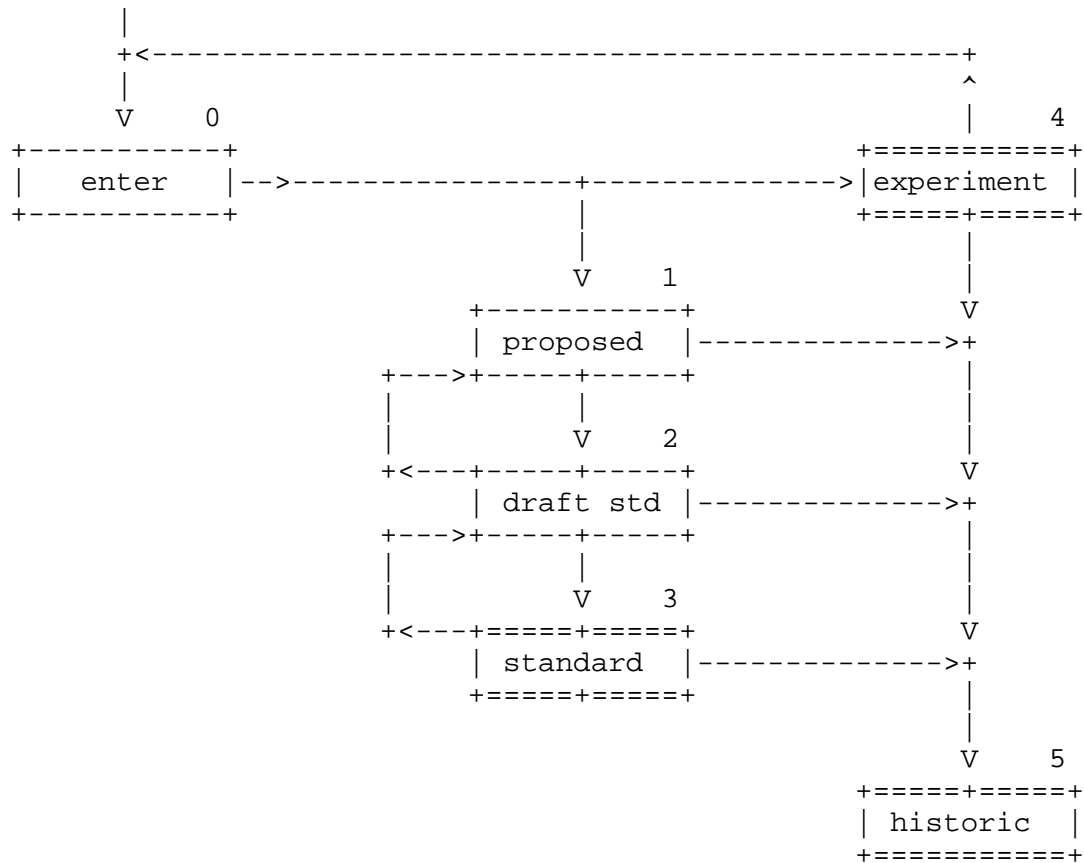 |
      +<----------------------------------------------+
      |                                               ^
      V    0                                          |    4
+-----------+                                   +===========+
|   enter   |-->----------------+-------------->|experiment |
+-----------+                   |               +=====+=====+
                                |                     |
                                V    1                |
                          +-----------+               V
                          | proposed  |-------------->+
                     +--->+-----+-----+               |
                     |          |                     |
                     |          V    2                |
                     +<---+-----+-----+               V
                          | draft std |-------------->+
                     +--->+-----+-----+               |
                     |          |                     |
                     |          V    3                |
                     +<---+=====+=====+               V
                          | standard  |-------------->+
                          +=====+=====+               |
                                                      |
                                                      V    5
                                                +=====+=====+
                                                | historic  |
                                                +===========+